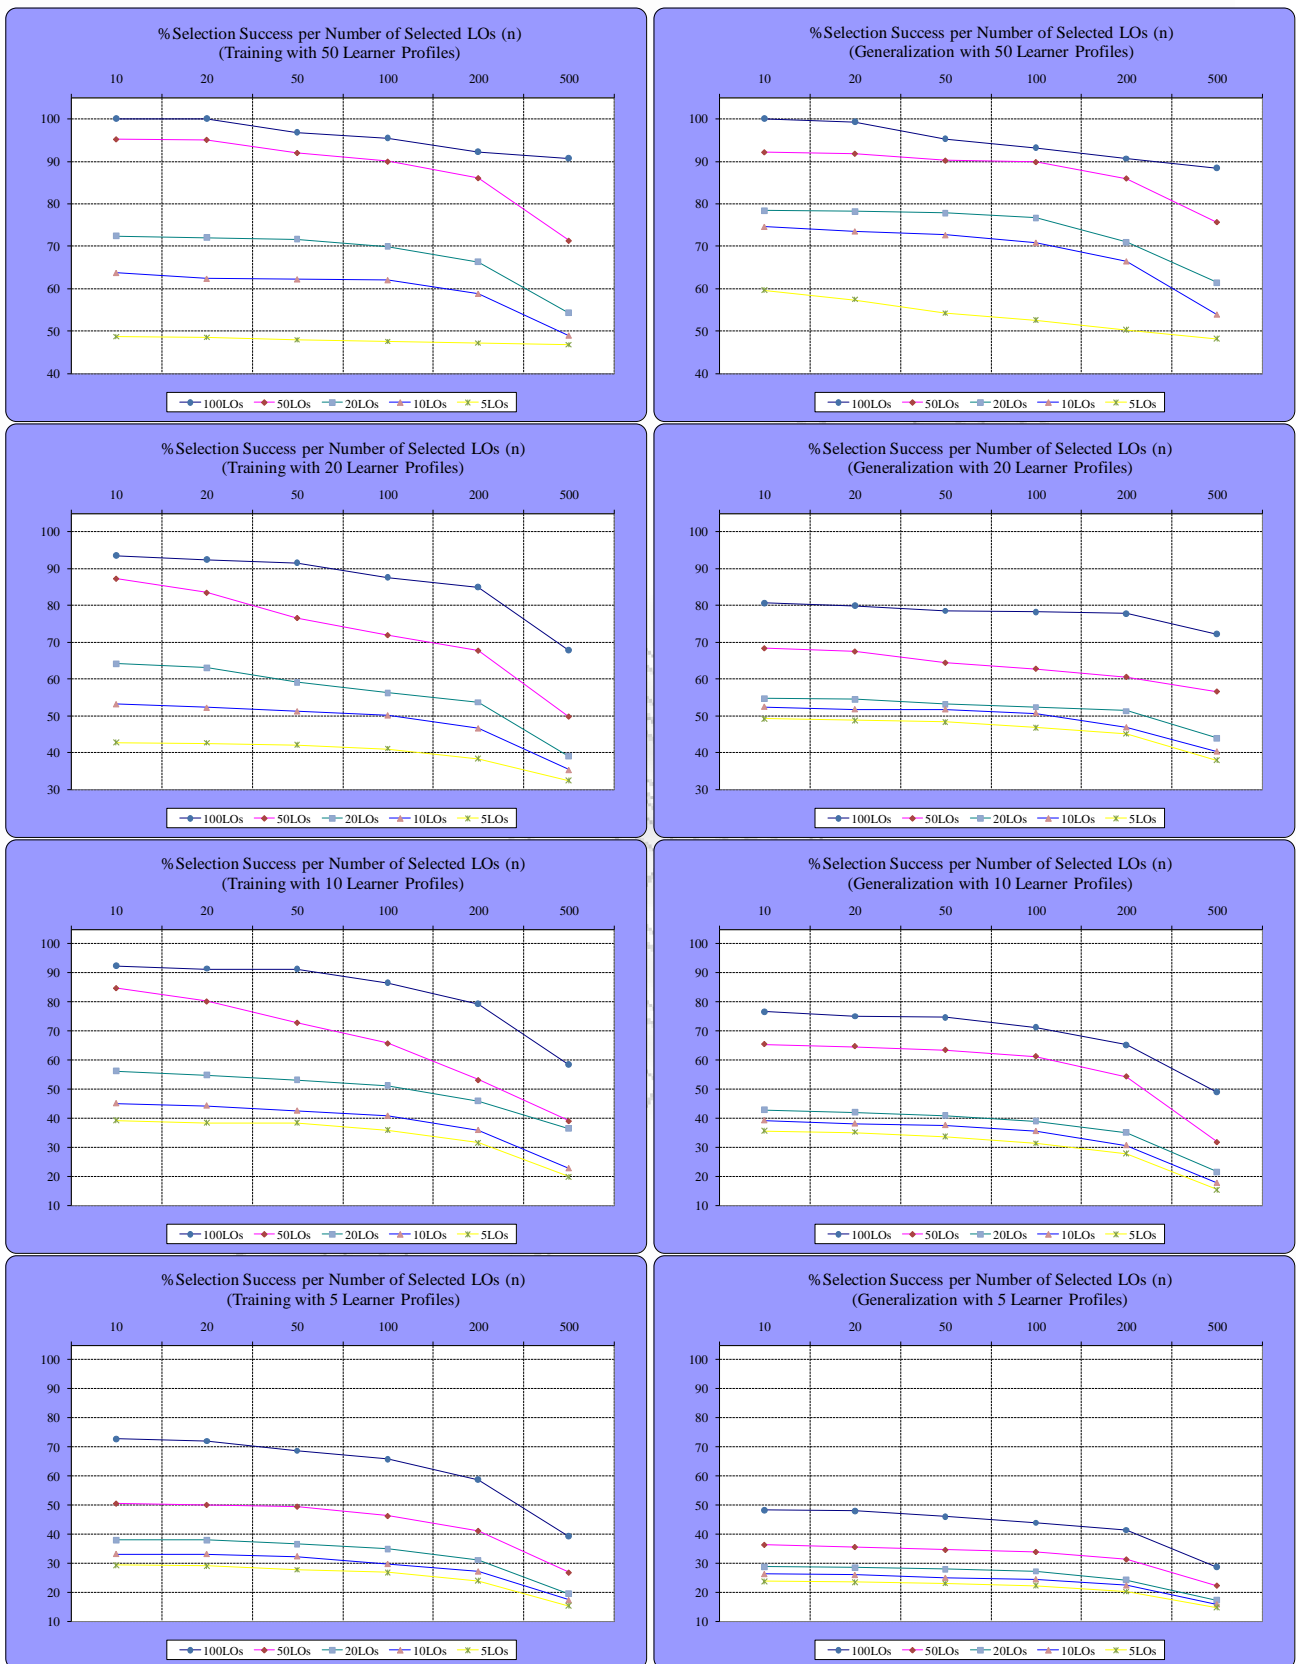 %Selection Success per Number of Selected LOs (n)
(Training with 50 Learner Profiles)
10 20 50 100 200 500
100
90
80
70
60
50
40
100LOs 50LOs 20LOs 10LOs 5LOs
%Selection Success per Number of Selected LOs (n)
(Generalization with 50 Learner Profiles)
10 20 50 100 200 500
100
90
80
70
60
50
40
100LOs 50LOs 20LOs 10LOs 5LOs
%Selection Success per Number of Selected LOs (n)
(Training with 20 Learner Profiles)
10 20 50 100 200 500
100
90
80
70
60
50
40
30
100LOs 50LOs 20LOs 10LOs 5LOs
%Selection Success per Number of Selected LOs (n)
(Generalization with 20 Learner Profiles)
10 20 50 100 200 500
100
90
80
70
60
50
40
30
100LOs 50LOs 20LOs 10LOs 5LOs
%Selection Success per Number of Selected LOs (n)
(Training with 10 Learner Profiles)
10 20 50 100 200 500
100
90
80
70
60
50
40
30
20
10
100LOs 50LOs 20LOs 10LOs 5LOs
%Selection Success per Number of Selected LOs (n)
(Generalization with 10 Learner Profiles)
10 20 50 100 200 500
100
90
80
70
60
50
40
30
20
10
100LOs 50LOs 20LOs 10LOs 5LOs
%Selection Success per Number of Selected LOs (n)
(Training with 5 Learner Profiles)
10 20 50 100 200 500
100
90
80
70
60
50
40
30
20
10
100LOs 50LOs 20LOs 10LOs 5LOs
%Selection Success per Number of Selected LOs (n)
(Generalization with 5 Learner Profiles)
10 20 50 100 200 500
100
90
80
70
60
50
40
30
20
10
100LOs 50LOs 20LOs 10LOs 5LOs